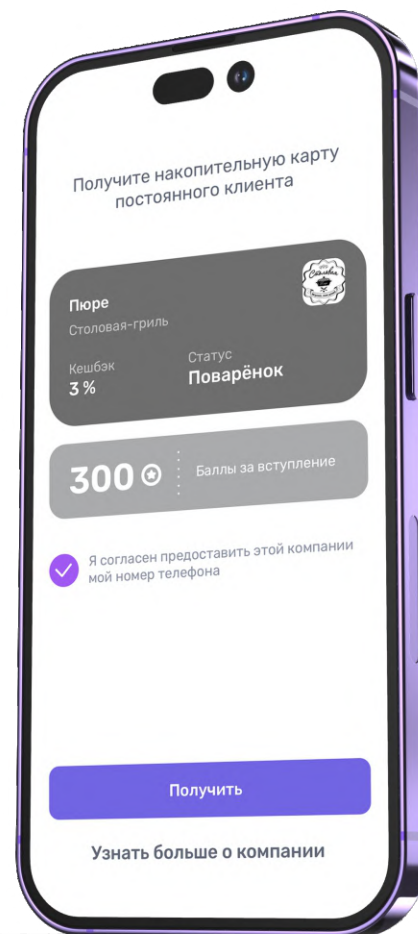 Получите накопительную карту
постоянного клиента
Столовая
Пюре
Столовая-гриль
Кешбэк
3 %
Статус
Поварёнок
300
Баллы за вступление
Я согласен предоставить этой компании
мой номер телефона
Получить
Узнать больше о компании